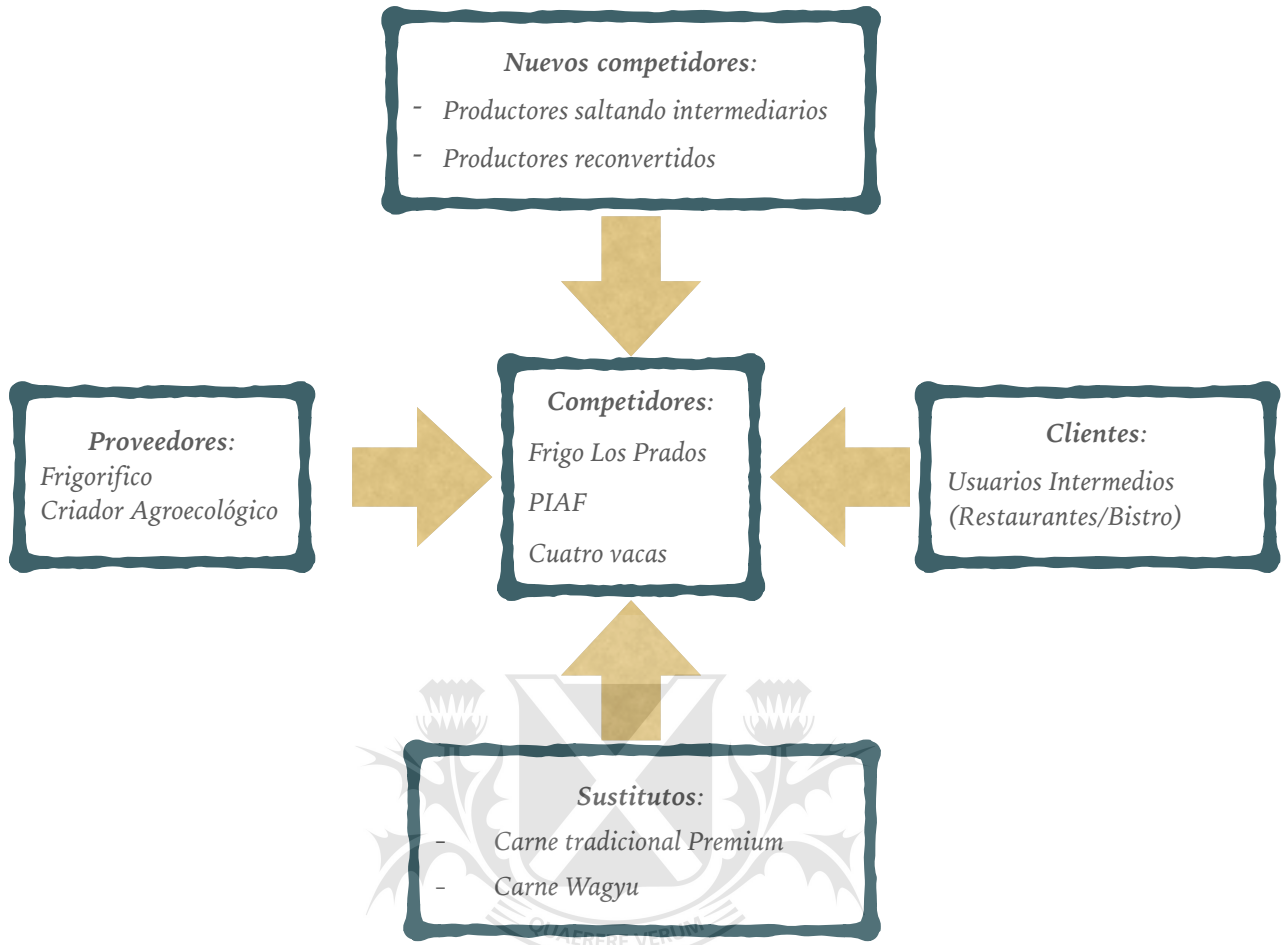 Nuevos competidores:
- Productores saltando intermediarios
- Productores reconvertidos
Proveedores:
Frigorifico
Criador Agroecológico
Competidores:
Frigo Los Prados
PIAF
Cuatro vacas
Clientes:
Usuarios Intermedios
(Restaurantes/Bistro)
Sustitutos:
- Carne tradicional Premium
- Carne Wagyu
QUAERERE VERUM